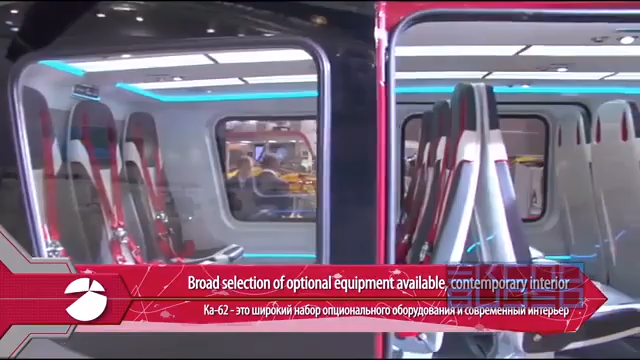 Broad selection of optional equipment available, contemporary interior
Ка-62 - это широкий набор опционального оборудования и современный интерьер